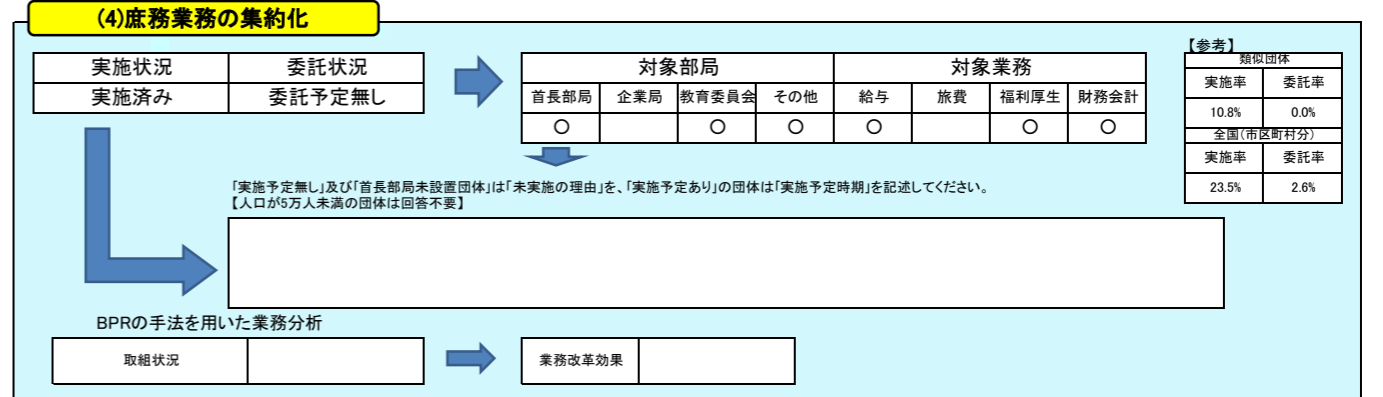 (4)庶務業務の集約化
実施状況 委託状況
実施済み 委託予定無し
対象部局 対象業務
首長部局 企業局 教育委員会 その他 給与 旅費 福利厚生 財務会計
○ ○ ○ ○ ○ ○
【参考】
類似団体
実施率 委託率
10.8% 0.0%
全国(市区町村分)
実施率 委託率
23.5% 2.6%
「実施予定無し」及び「首長部局未設置団体」は「未実施の理由」を、「実施予定あり」の団体は「実施予定時期」を記述してください。
【人口が5万人未満の団体は回答不要】
BPRの手法を用いた業務分析
取組状況 業務改革効果